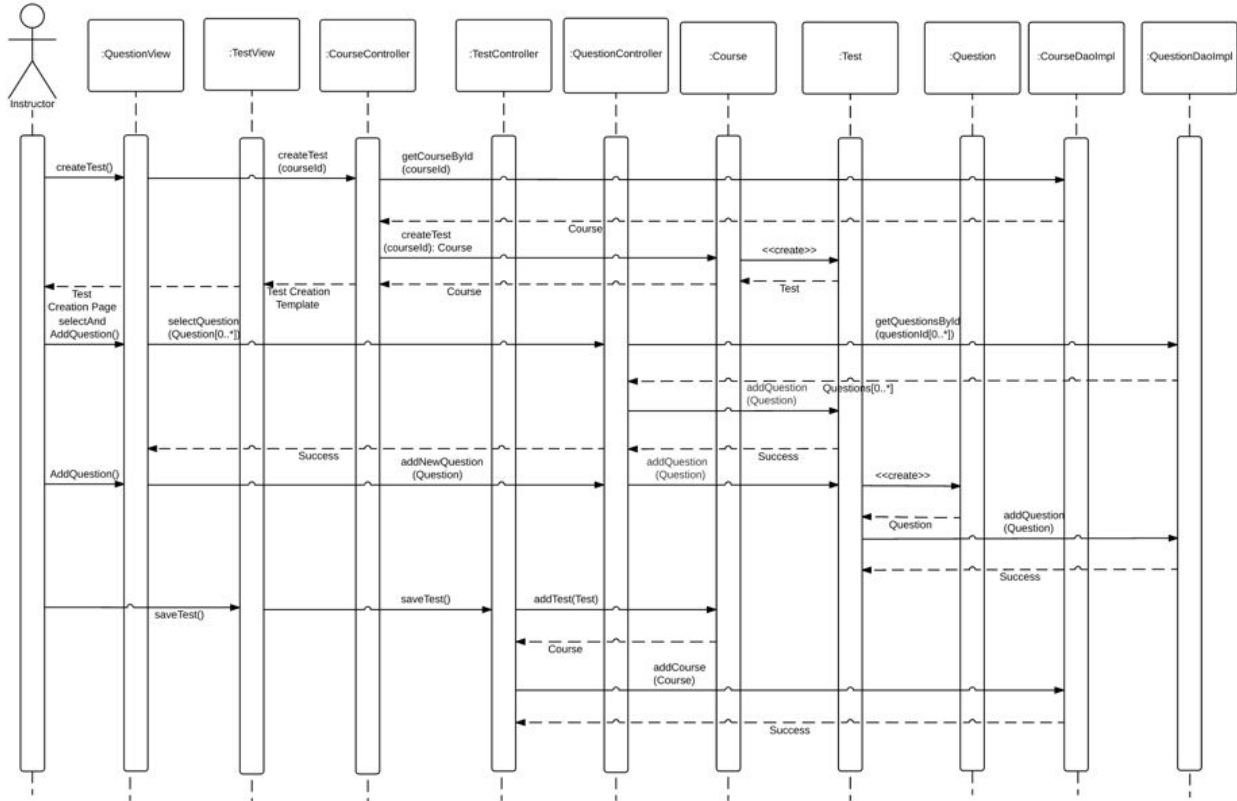 :QuestionView
:TestView
:CourseController
:TestController
:QuestionController
:Course
:Test
:Question
:CourseDaoImpl
:QuestionDaoImpl
Instructor
createTest()
createTest
(courseId)
getCourseById
(courseId)
Course
createTest
(courseId): Course
<<create>>
Test
Course
Test Creation
Template
Test
Creation Page
selectAnd
AddQuestion()
selectQuestion
(Question[0..*])
getQuestionsById
(questionId[0..*])
Questions[0..*]
addQuestion
(Question)
Success
Success
AddQuestion()
addNewQuestion
(Question)
addQuestion
(Question)
<<create>>
Question
addQuestion
(Question)
Success
saveTest()
saveTest()
addTest(Test)
Course
addCourse
(Course)
Success